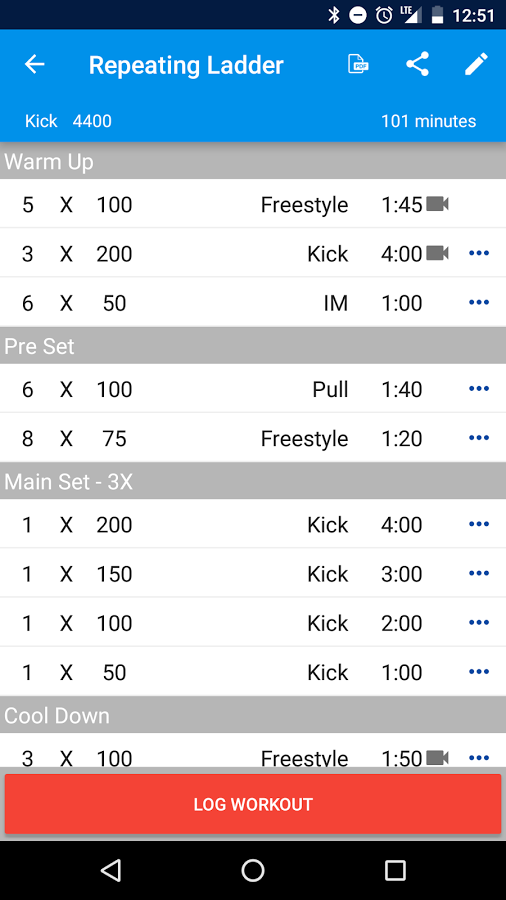 LTE 12:51
Repeating Ladder PDF
Kick 4400 101 minutes
Warm Up
5 X 100 Freestyle 1:45
3 X 200 Kick 4:00
6 X 50 IM 1:00
Pre Set
6 X 100 Pull 1:40
8 X 75 Freestyle 1:20
Main Set - 3X
1 X 200 Kick 4:00
1 X 150 Kick 3:00
1 X 100 Kick 2:00
1 X 50 Kick 1:00
Cool Down
3 X 100 Freestyle 1:50
LOG WORKOUT